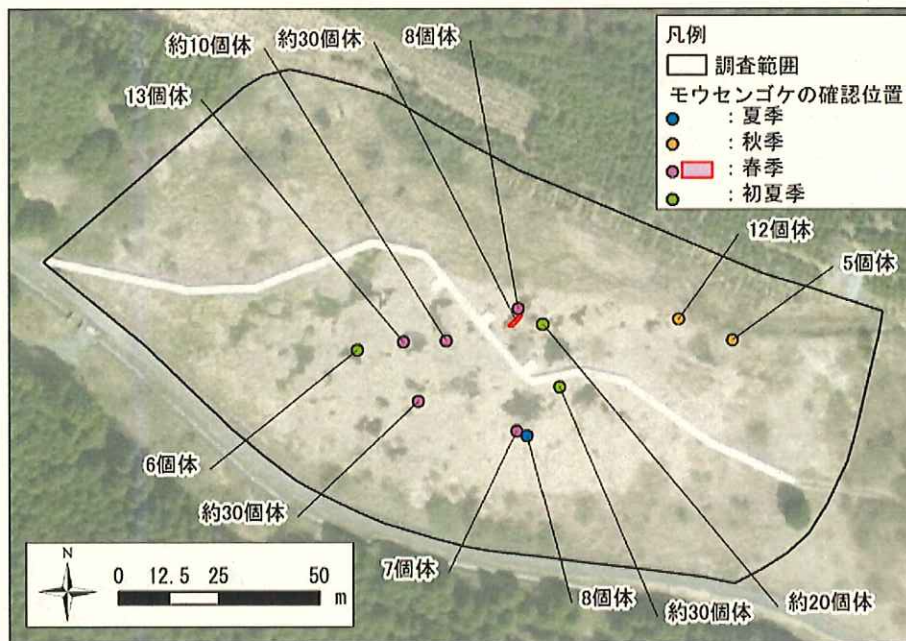 約10個体
約30個体
8個体
13個体
凡例
調査範囲
モウセンゴケの確認位置
:夏季
:秋季
:春季
:初夏季
12個体
5個体
6個体
約30個体
7個体
8個体
約30個体
約20個体
N
0 12.5 25 50
m